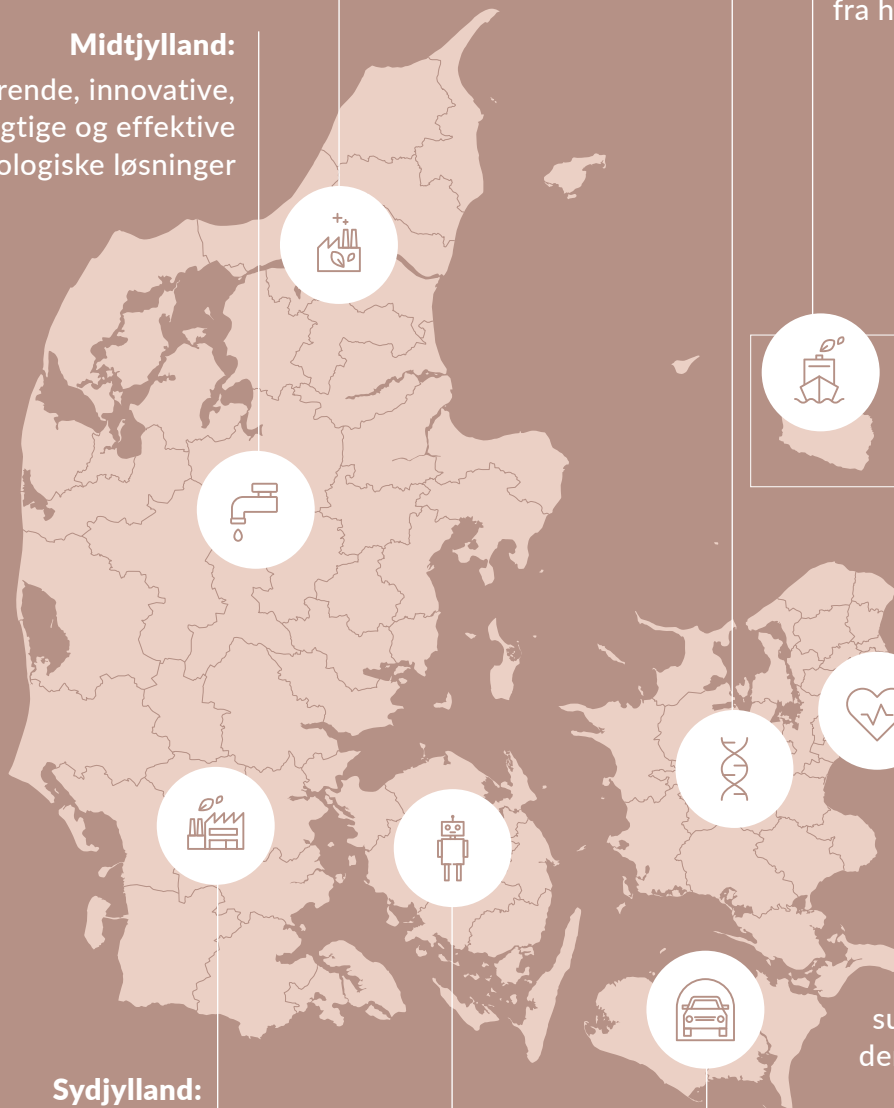 fra h
Midtjylland:
rende, innovative,
gtige og effektive
ologiske løsninger
su
de
Sydjylland: